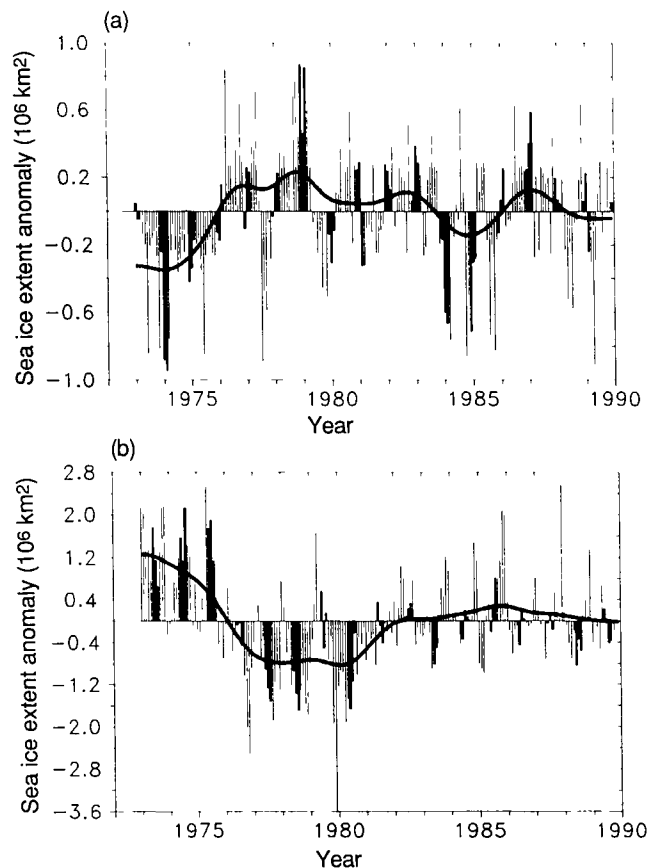 (a)
Sea ice extent anomaly (10⁶ km²)
1.0
0.6
0.2
-0.2
-0.6
-1.0
1975 1980 1985 1990
Year
(b)
Sea ice extent anomaly (10⁶ km²)
2.8
2.0
1.2
0.4
-0.4
-1.2
-2.0
-2.8
-3.6
1975 1980 1985 1990
Year